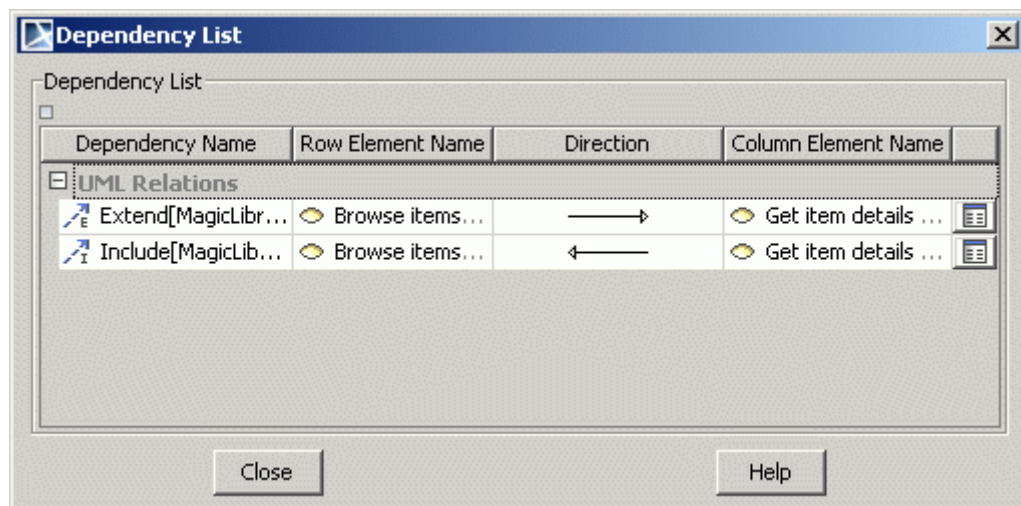 Dependency List
Dependency List
Dependency Name Row Element Name Direction Column Element Name
UML Relations
Extend[MagicLibr... Browse items... Get item details ...
Include[MagicLib... Browse items... Get item details ...
Close Help